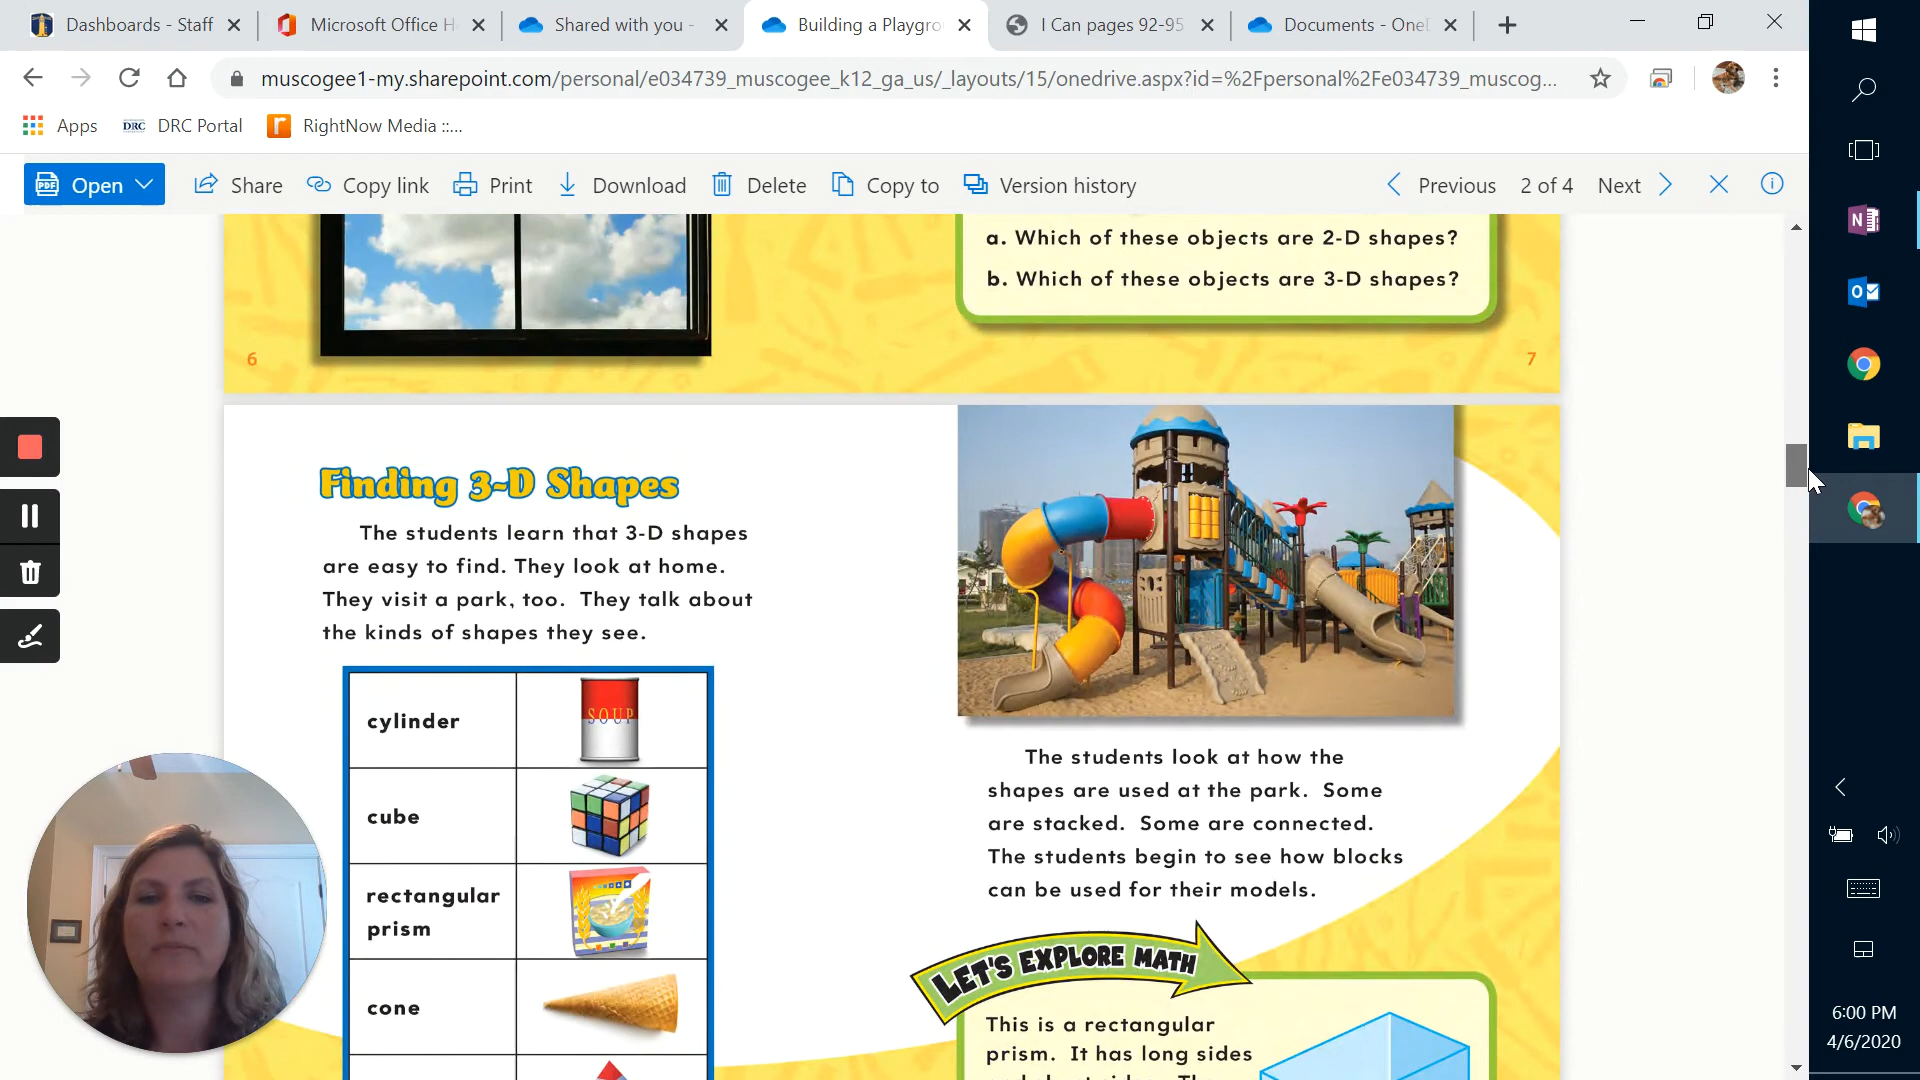 Dashboards - Staff
Microsoft Office H
Shared with you -
Building a Playgro
I Can pages 92-95
Documents - One
muscogee1-my.sharepoint.com/personal/e034739_muscogee_k12_ga_us/_layouts/15/onedrive.aspx?id=%2Fpersonal%2Fe034739_muscog...
Apps
DRC DRC Portal
RightNow Media ::...
PDF Open
Share
Copy link
Print
Download
Delete
Copy to
Version history
Previous
2 of 4
Next
a. Which of these objects are 2-D shapes?
b. Which of these objects are 3-D shapes?
6
7
Finding 3-D Shapes
The students learn that 3-D shapes
are easy to find. They look at home.
They visit a park, too. They talk about
the kinds of shapes they see.
cylinder
SOUP
cube
rectangular
prism
cone
The students look at how the
shapes are used at the park. Some
are stacked. Some are connected.
The students begin to see how blocks
can be used for their models.
LET'S EXPLORE MATH
This is a rectangular
prism. It has long sides
6:00 PM
4/6/2020